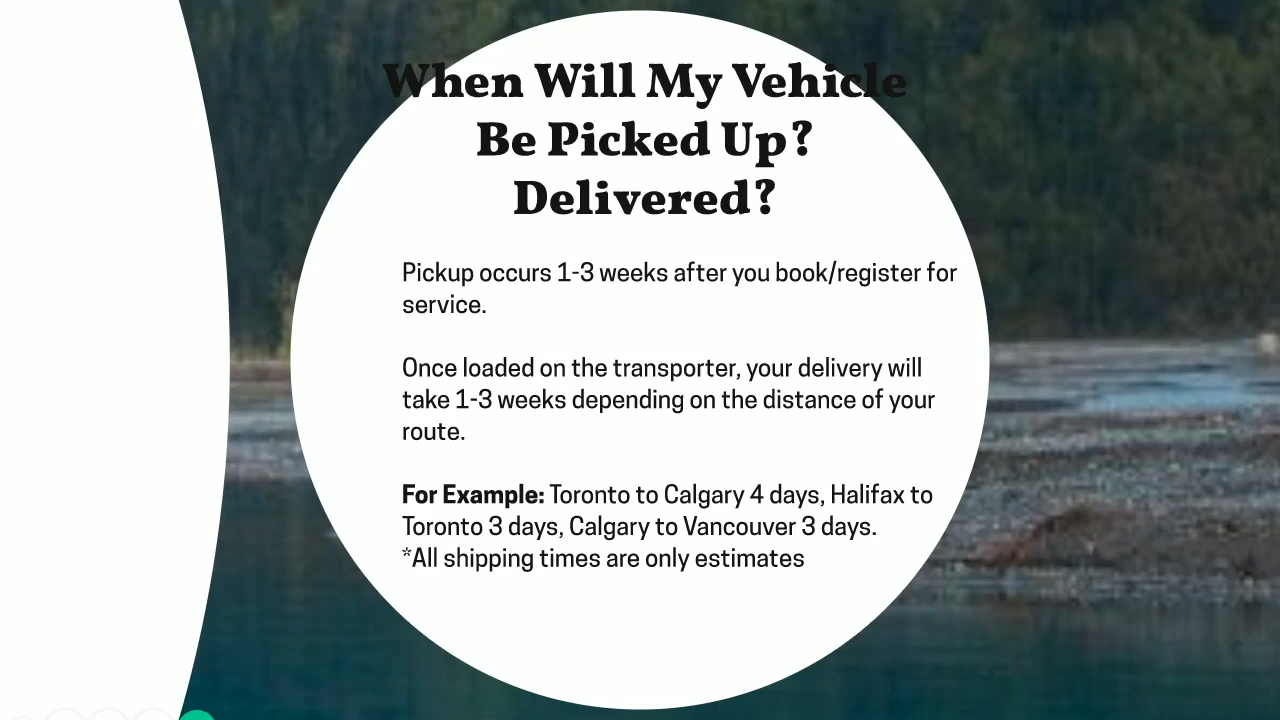 When Will My Vehicle
Be Picked Up?
Delivered?
Pickup occurs 1-3 weeks after you book/register for
service.
Once loaded on the transporter, your delivery will
take 1-3 weeks depending on the distance of your
route.
For Example: Toronto to Calgary 4 days, Halifax to
Toronto 3 days, Calgary to Vancouver 3 days.
*All shipping times are only estimates